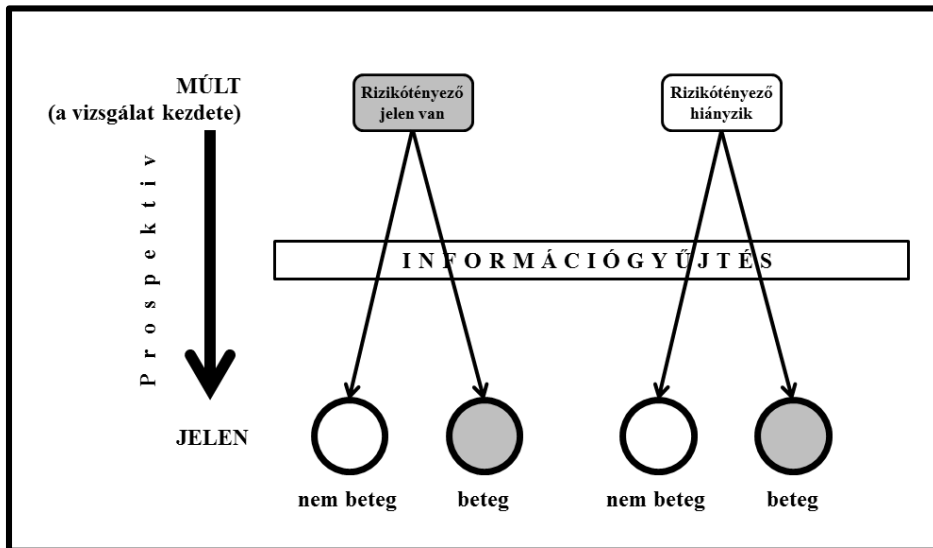 MÚLT
(a vizsgálat kezdete)
Rizikótényező
jelen van
Rizikótényező
hiányzik
Prospektiv
INFORMÁCIÓGYŰJTÉS
JELEN
nem beteg
beteg
nem beteg
beteg